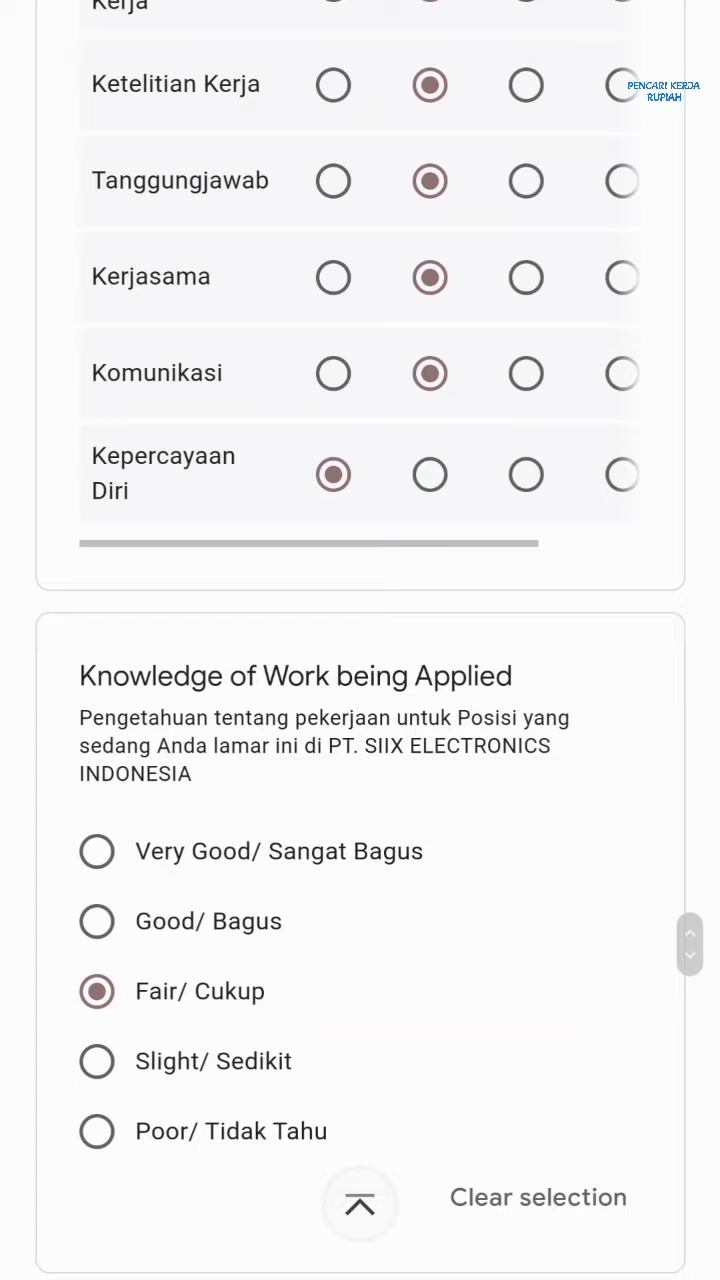 Kerja
Ketelitian Kerja
PENCARI KERJA
RUPIAH
Tanggungjawab
Kerjasama
Komunikasi
Kepercayaan
Diri
Knowledge of Work being Applied
Pengetahuan tentang pekerjaan untuk Posisi yang
sedang Anda lamar ini di PT. SIIX ELECTRONICS
INDONESIA
Very Good/ Sangat Bagus
Good/ Bagus
Fair/ Cukup
Slight/ Sedikit
Poor/ Tidak Tahu
Clear selection